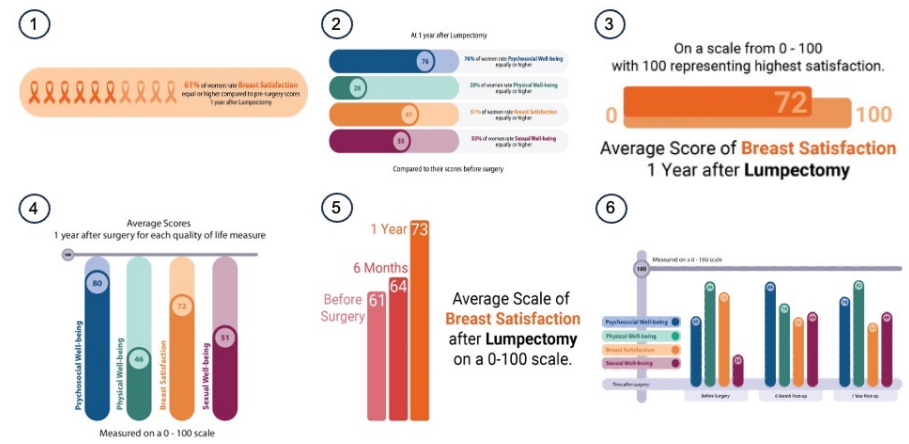 1
61% of women rate Breast Satisfaction
equal or higher compared to pre-surgery scores
1 year after Lumpectomy
2
At 1 year after Lumpectomy
76
76% of women rate Psychosocial Well-being
equally or higher
28
28% of women rate Physical Well-being
equally or higher
61
61% of women rate Breast Satisfaction
equally or higher
55
55% of women rate Sexual Well-being
equally or higher
Compared to their scores before surgery
3
On a scale from 0 - 100
with 100 representing highest satisfaction.
0
72
100
Average Score of Breast Satisfaction
1 Year after Lumpectomy
4
Average Scores
1 year after surgery for each quality of life measure
100
80
46
72
51
Psychosocial Well-being
Physical Well-being
Breast Satisfaction
Sexual Well-being
Measured on a 0 - 100 scale
5
1 Year
73
6 Months
64
Before
Surgery
61
Average Scale of
Breast Satisfaction
after Lumpectomy
on a 0-100 scale.
6
Measured on a 0 - 100 scale
100
Psychosocial Well-being
Physical Well-being
Breast Satisfaction
Sexual Well-being
Time after surgery
Before Surgery
6 Month Post-op
1 Year Post-op